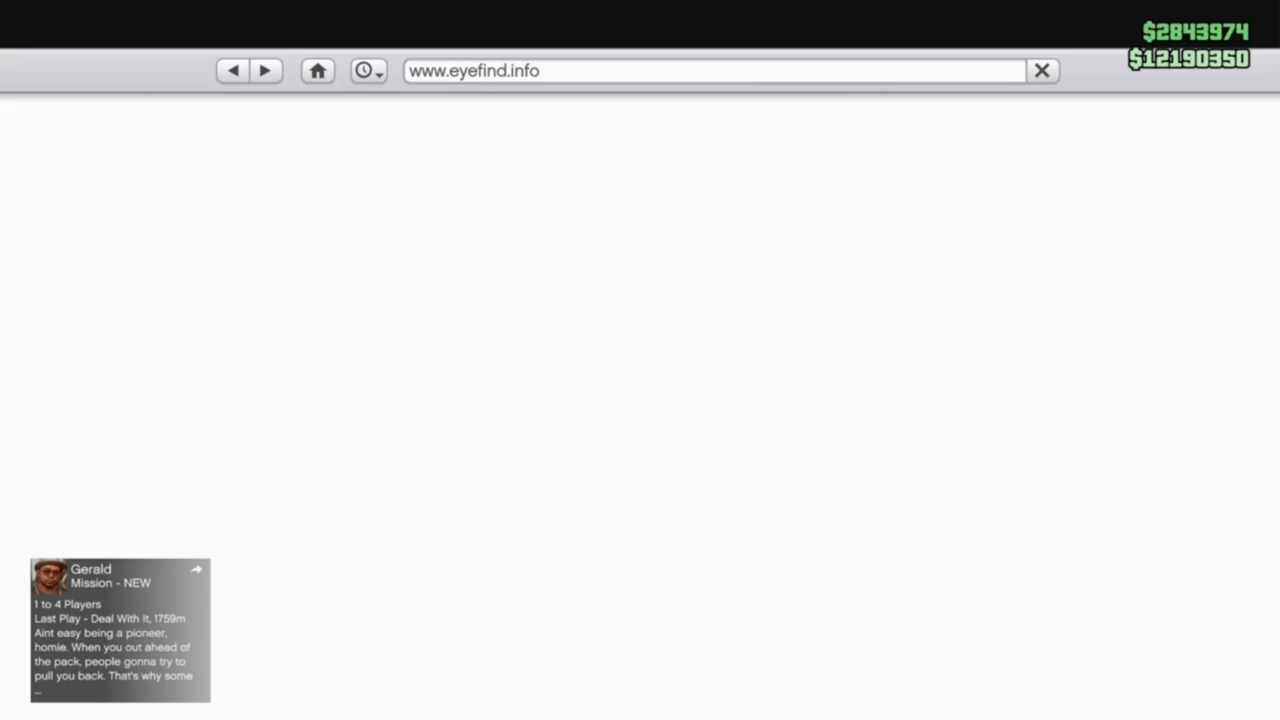 $2843974
$12190350
www.eyefind.info
Gerald
Mission - NEW
1 to 4 Players
Last Play - Deal With It, 1759m
Aint easy being a pioneer,
homie. When you out ahead of
the pack, people gonna try to
pull you back. That's why some
...